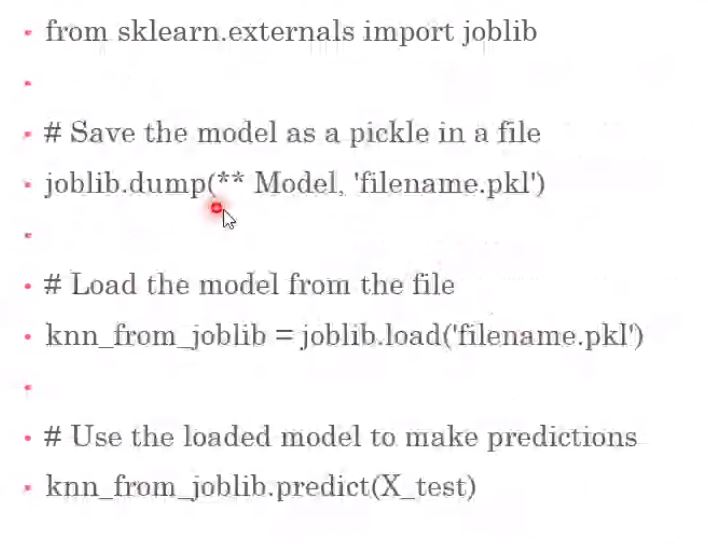 from sklearn.externals import joblib
# Save the model as a pickle in a file
joblib.dump(** Model, 'filename.pkl')
# Load the model from the file
knn_from_joblib = joblib.load('filename.pkl')
# Use the loaded model to make predictions
knn_from_joblib.predict(X_test)